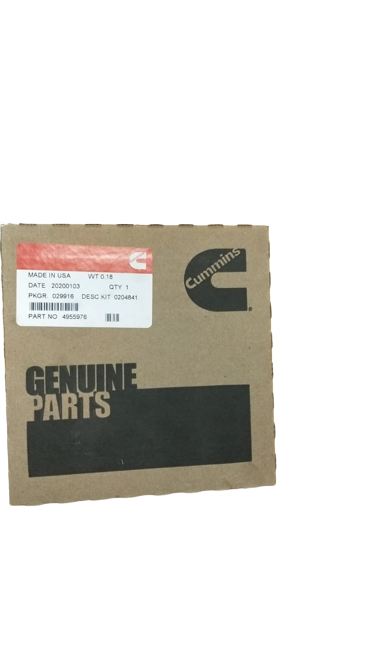 MADE IN USA WT 0.18
DATE 20200103 QTY 1
PKGR. 029916 DESC KIT 0204841
PART NO 4955976
Cummins
GENUINE
PARTS